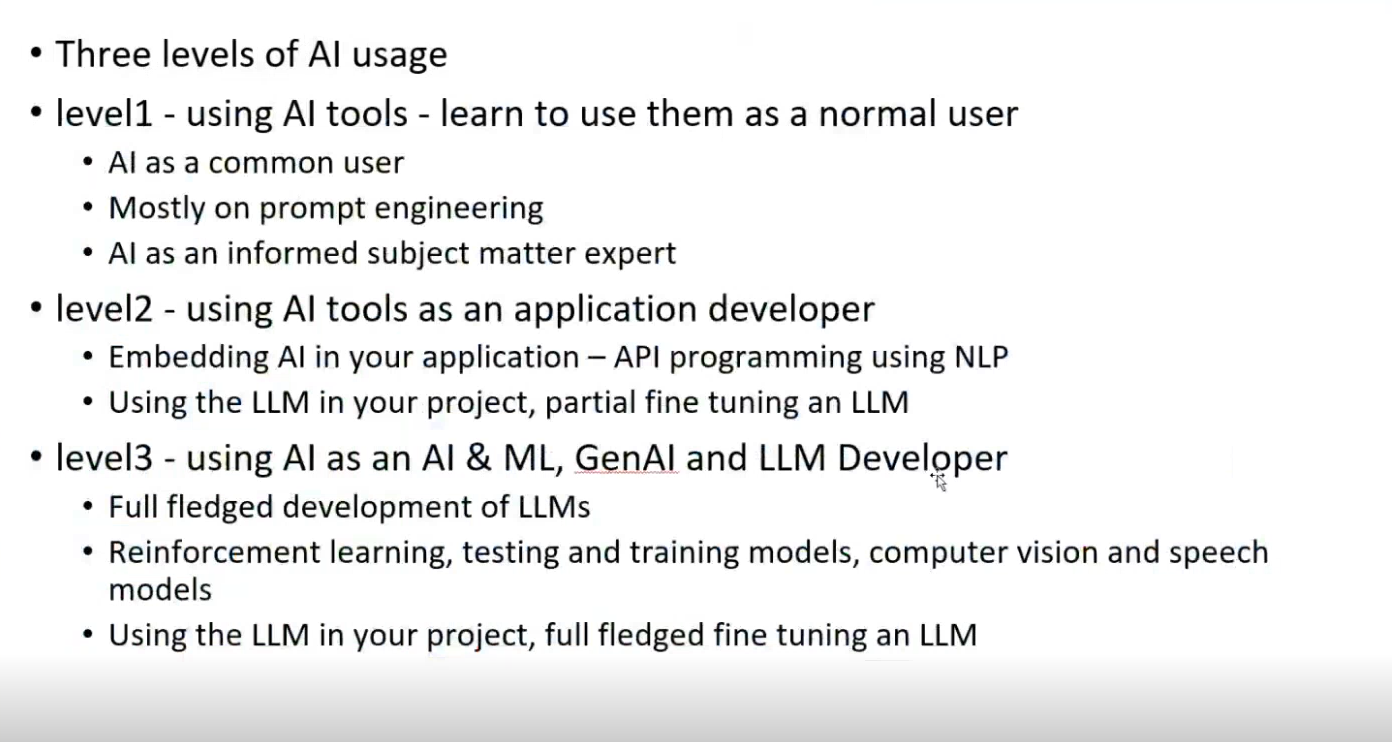 • Three levels of AI usage
• level1 - using AI tools - learn to use them as a normal user
• AI as a common user
• Mostly on prompt engineering
• AI as an informed subject matter expert
• level2 - using AI tools as an application developer
• Embedding AI in your application – API programming using NLP
• Using the LLM in your project, partial fine tuning an LLM
• level3 - using AI as an AI & ML, GenAI and LLM Developer
• Full fledged development of LLMs
• Reinforcement learning, testing and training models, computer vision and speech
models
• Using the LLM in your project, full fledged fine tuning an LLM